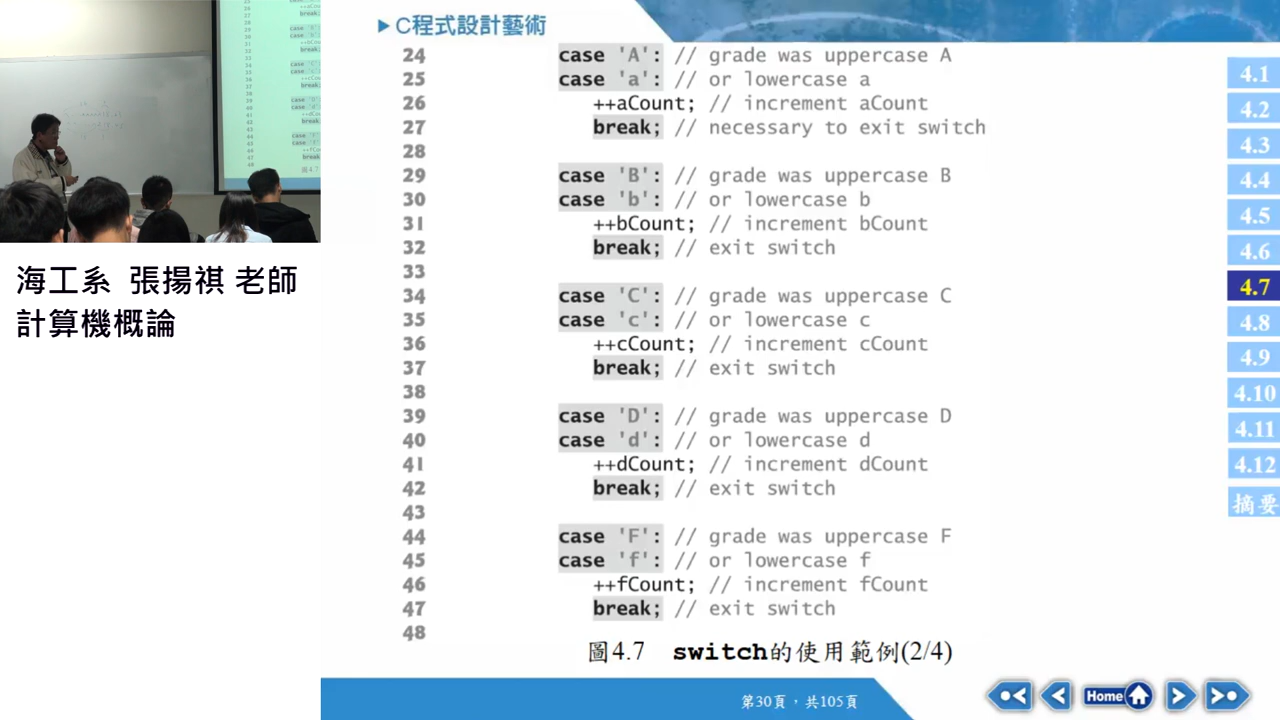 C程式設計藝術
24 case 'A': // grade was uppercase A
25 case 'a': // or lowercase a
26 ++aCount; // increment aCount
27 break; // necessary to exit switch
28
29 case 'B': // grade was uppercase B
30 case 'b': // or lowercase b
31 ++bCount; // increment bCount
32 break; // exit switch
33
34 case 'C': // grade was uppercase C
35 case 'c': // or lowercase c
36 ++cCount; // increment cCount
37 break; // exit switch
38
39 case 'D': // grade was uppercase D
40 case 'd': // or lowercase d
41 ++dCount; // increment dCount
42 break; // exit switch
43
44 case 'F': // grade was uppercase F
45 case 'f': // or lowercase f
46 ++fCount; // increment fCount
47 break; // exit switch
48
圖4.7 switch的使用範例(2/4)
4.1
4.2
4.3
4.4
4.5
4.6
4.7
4.8
4.9
4.10
4.11
4.12
摘要
海工系 張揚祺 老師
計算機概論
第30頁，共105頁
Home